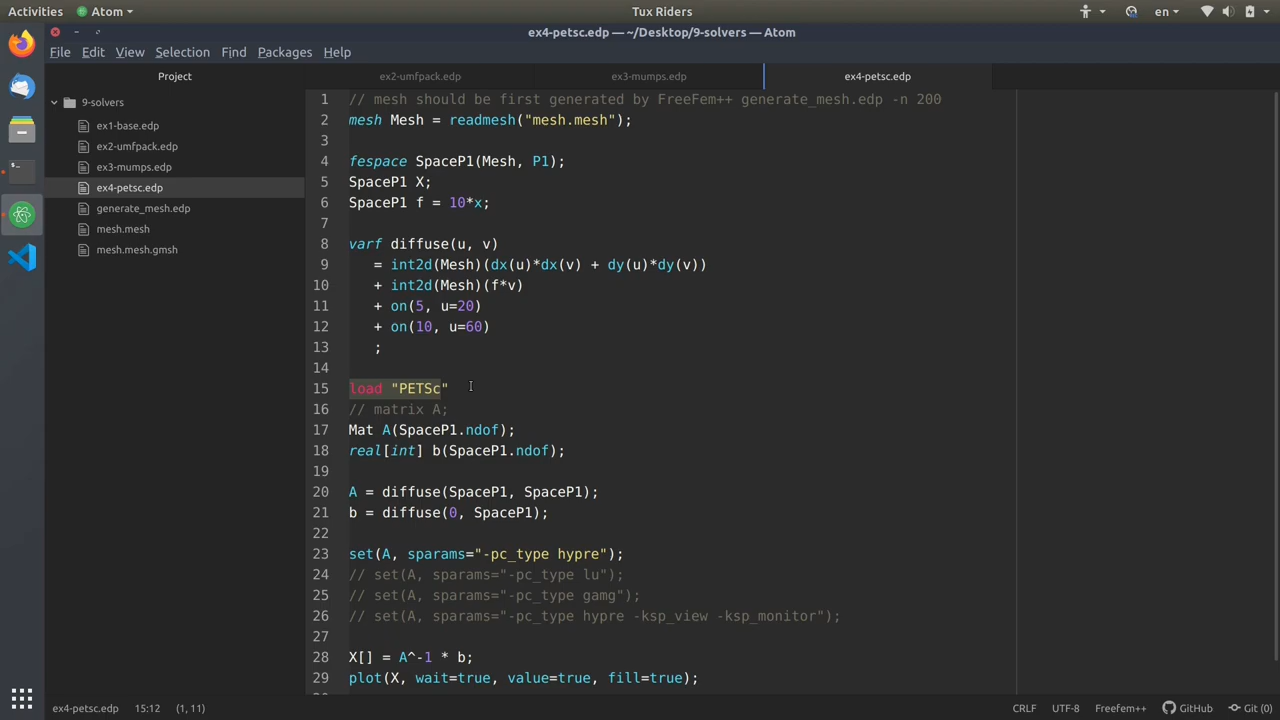 Activities
Atom
Tux Riders
en
ex4-petsc.edp — ~/Desktop/9-solvers — Atom
File Edit View Selection Find Packages Help
Project
ex2-umfpack.edp
ex3-mumps.edp
ex4-petsc.edp
9-solvers
ex1-base.edp
ex2-umfpack.edp
ex3-mumps.edp
ex4-petsc.edp
generate_mesh.edp
mesh.mesh
mesh.mesh.gmsh
1 // mesh should be first generated by FreeFem++ generate_mesh.edp -n 200
2 mesh Mesh = readmesh("mesh.mesh");
3
4 fespace SpaceP1(Mesh, P1);
5 SpaceP1 X;
6 SpaceP1 f = 10*x;
7
8 varf diffuse(u, v)
9 = int2d(Mesh)(dx(u)*dx(v) + dy(u)*dy(v))
10 + int2d(Mesh)(f*v)
11 + on(5, u=20)
12 + on(10, u=60)
13 ;
14
15 load "PETSc"
16 // matrix A;
17 Mat A(SpaceP1.ndof);
18 real[int] b(SpaceP1.ndof);
19
20 A = diffuse(SpaceP1, SpaceP1);
21 b = diffuse(0, SpaceP1);
22
23 set(A, sparams="-pc_type hypre");
24 // set(A, sparams="-pc_type lu");
25 // set(A, sparams="-pc_type gamg");
26 // set(A, sparams="-pc_type hypre -ksp_view -ksp_monitor");
27
28 X[] = A^-1 * b;
29 plot(X, wait=true, value=true, fill=true);
ex4-petsc.edp 15:12 (1, 11)
CRLF UTF-8 Freefem++ GitHub Git (0)